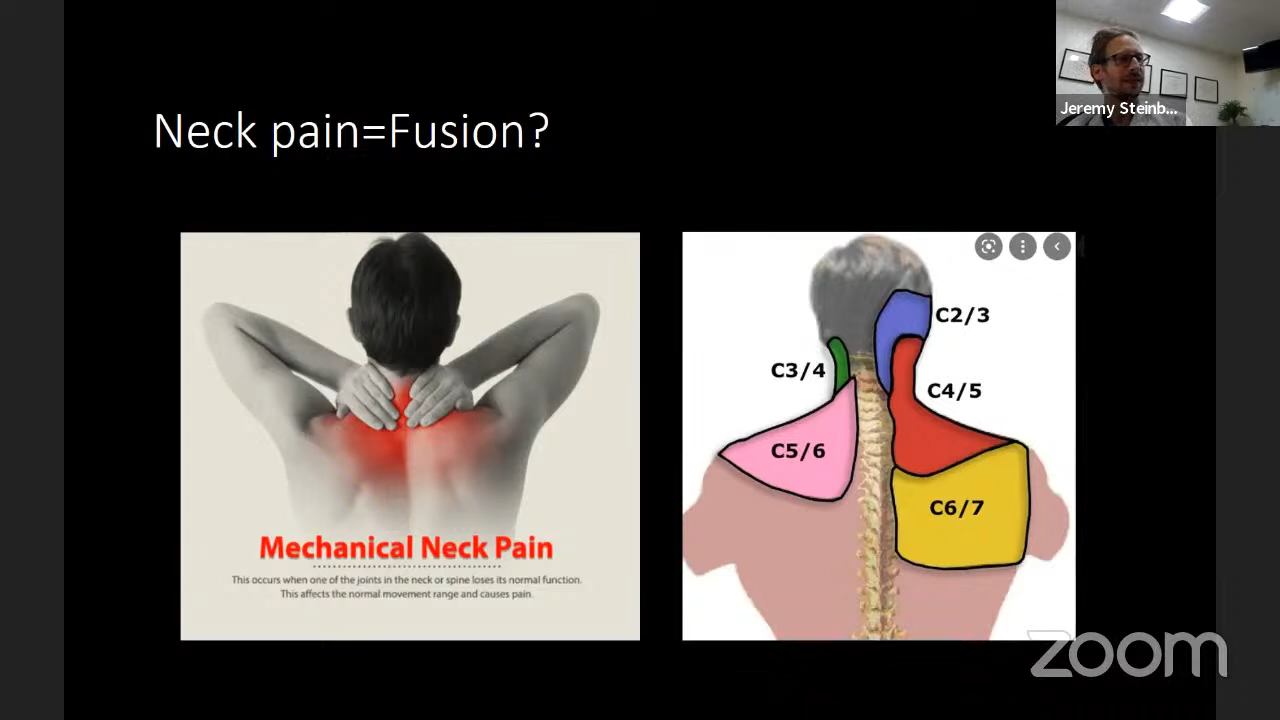 Neck pain=Fusion?
Jeremy Steinb...
Mechanical Neck Pain
This occurs when one of the joints in the neck or spine loses its normal function.
This affects the normal movement range and causes pain.
C2/3
C3/4
C4/5
C5/6
C6/7
zoom